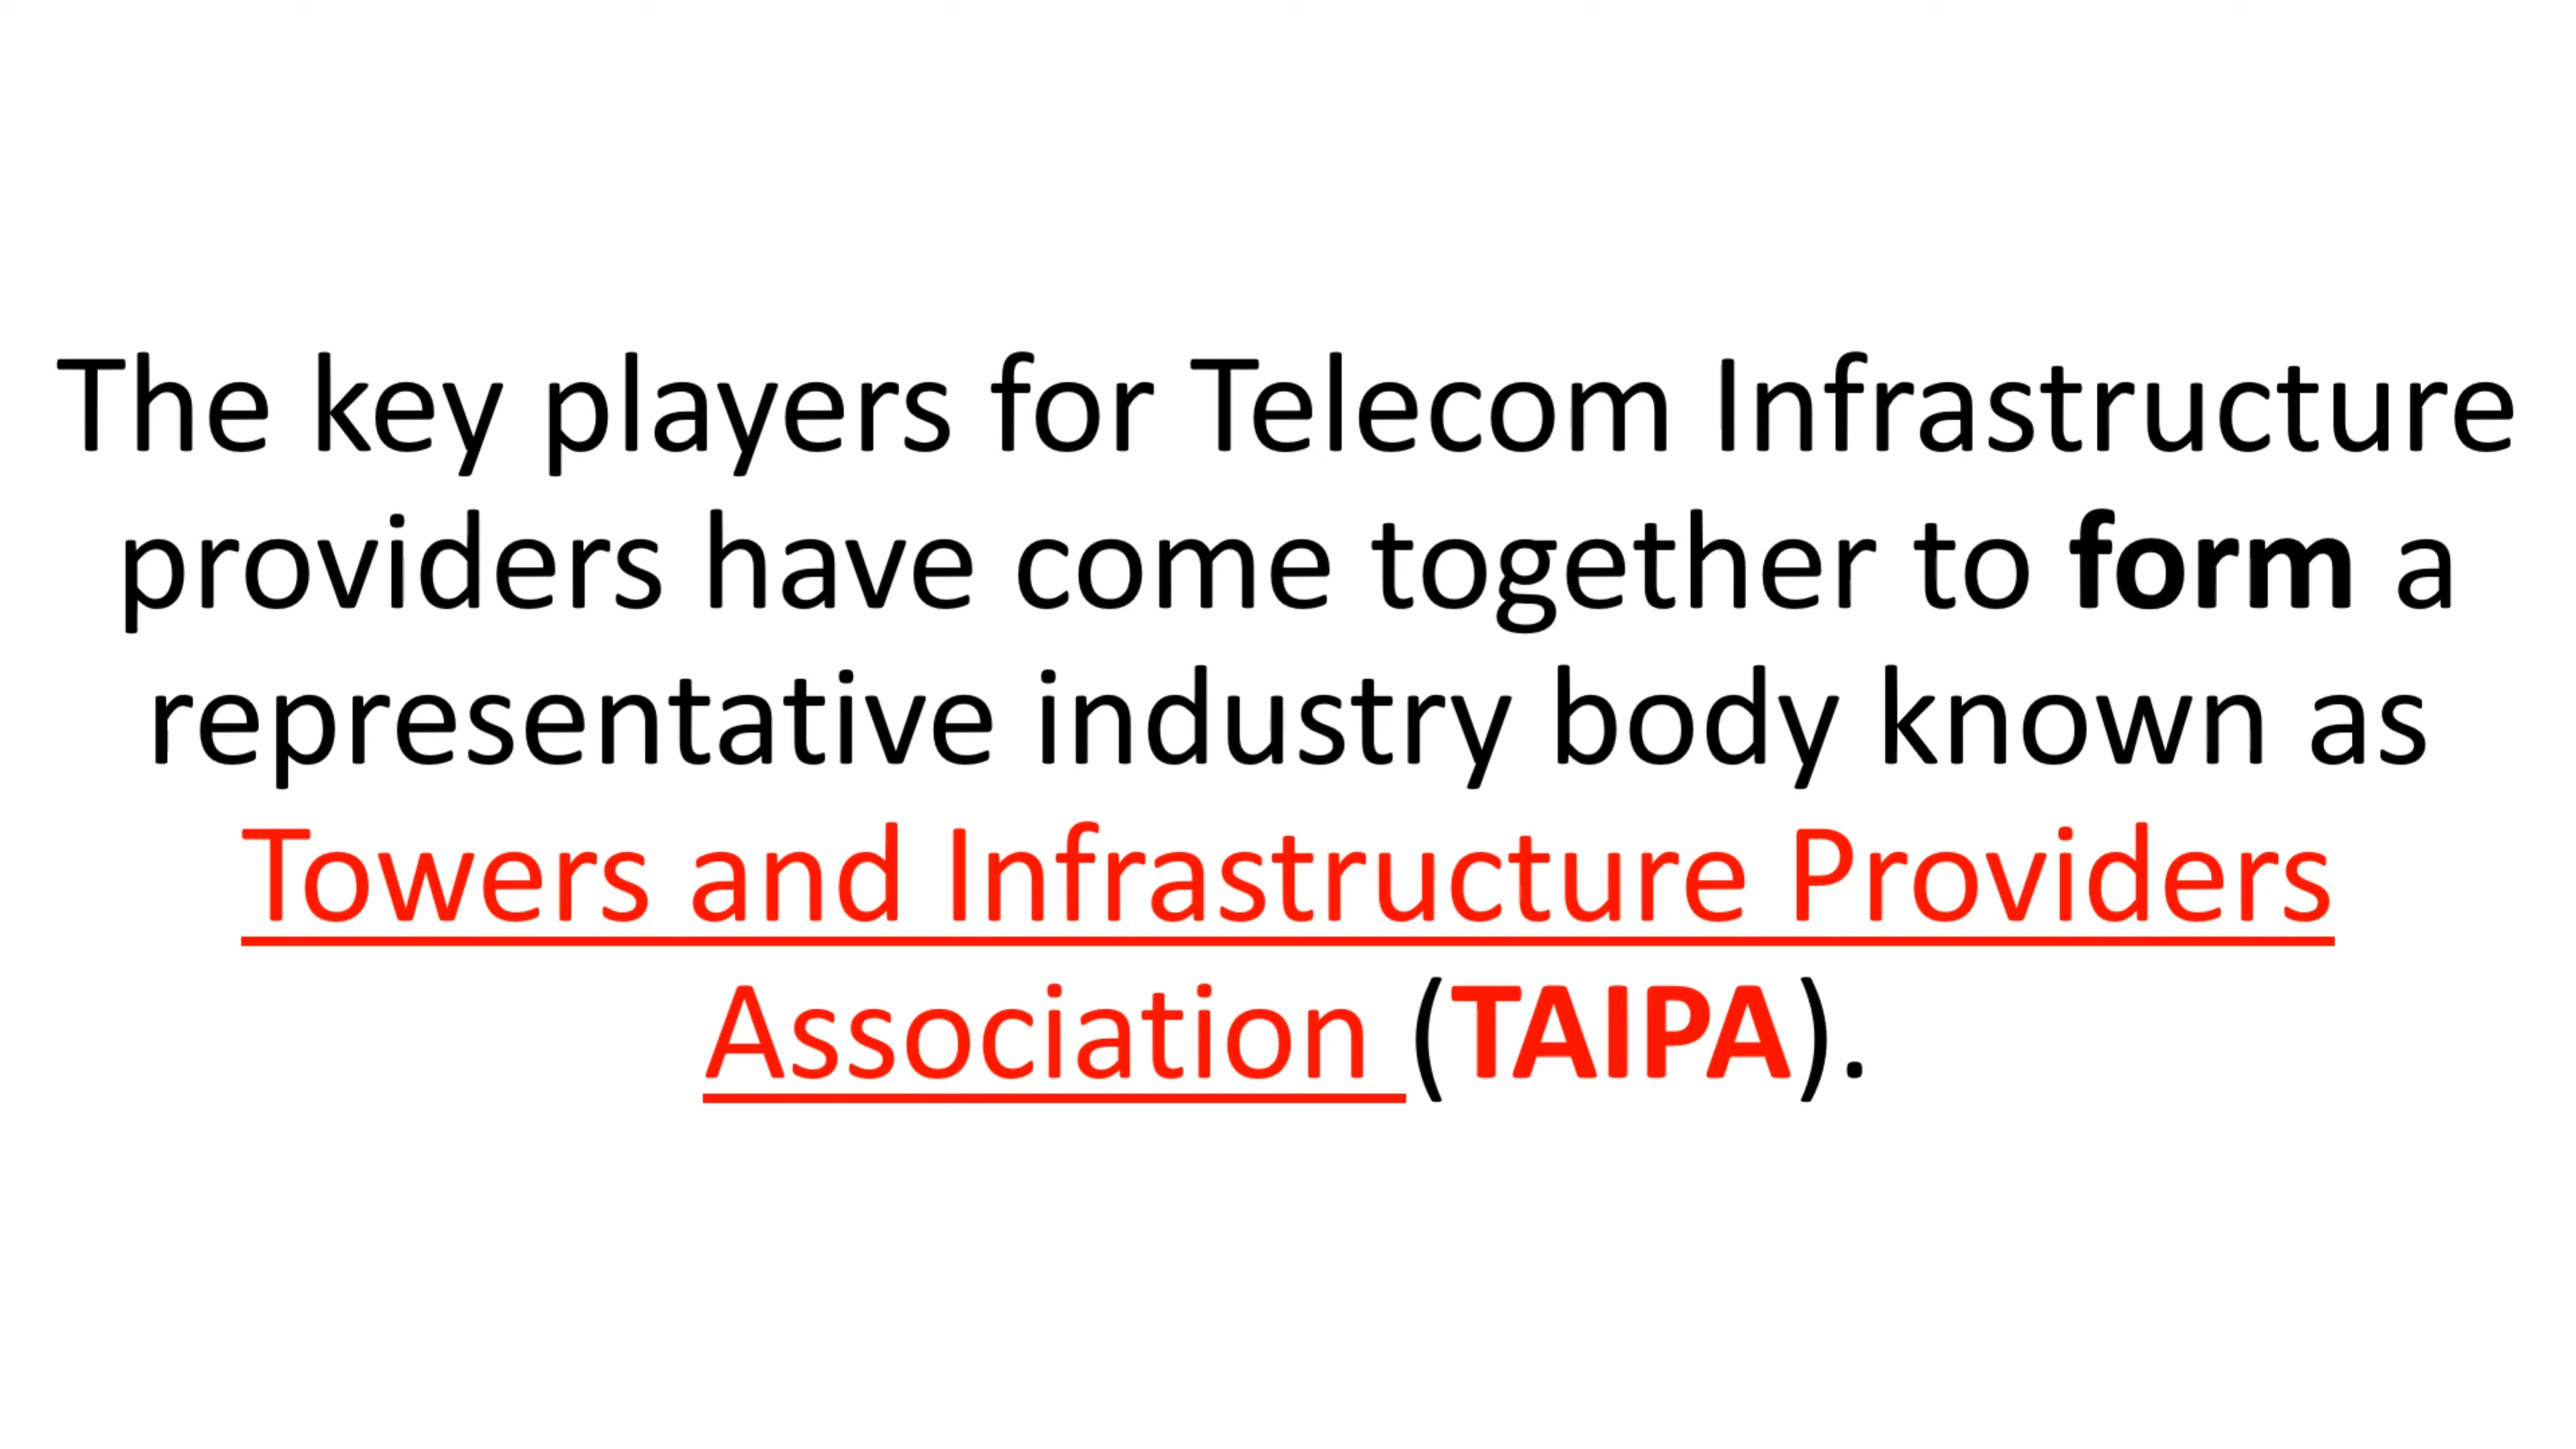 The key players for Telecom Infrastructure
providers have come together to form a
representative industry body known as
Towers and Infrastructure Providers
Association (TAIPA).